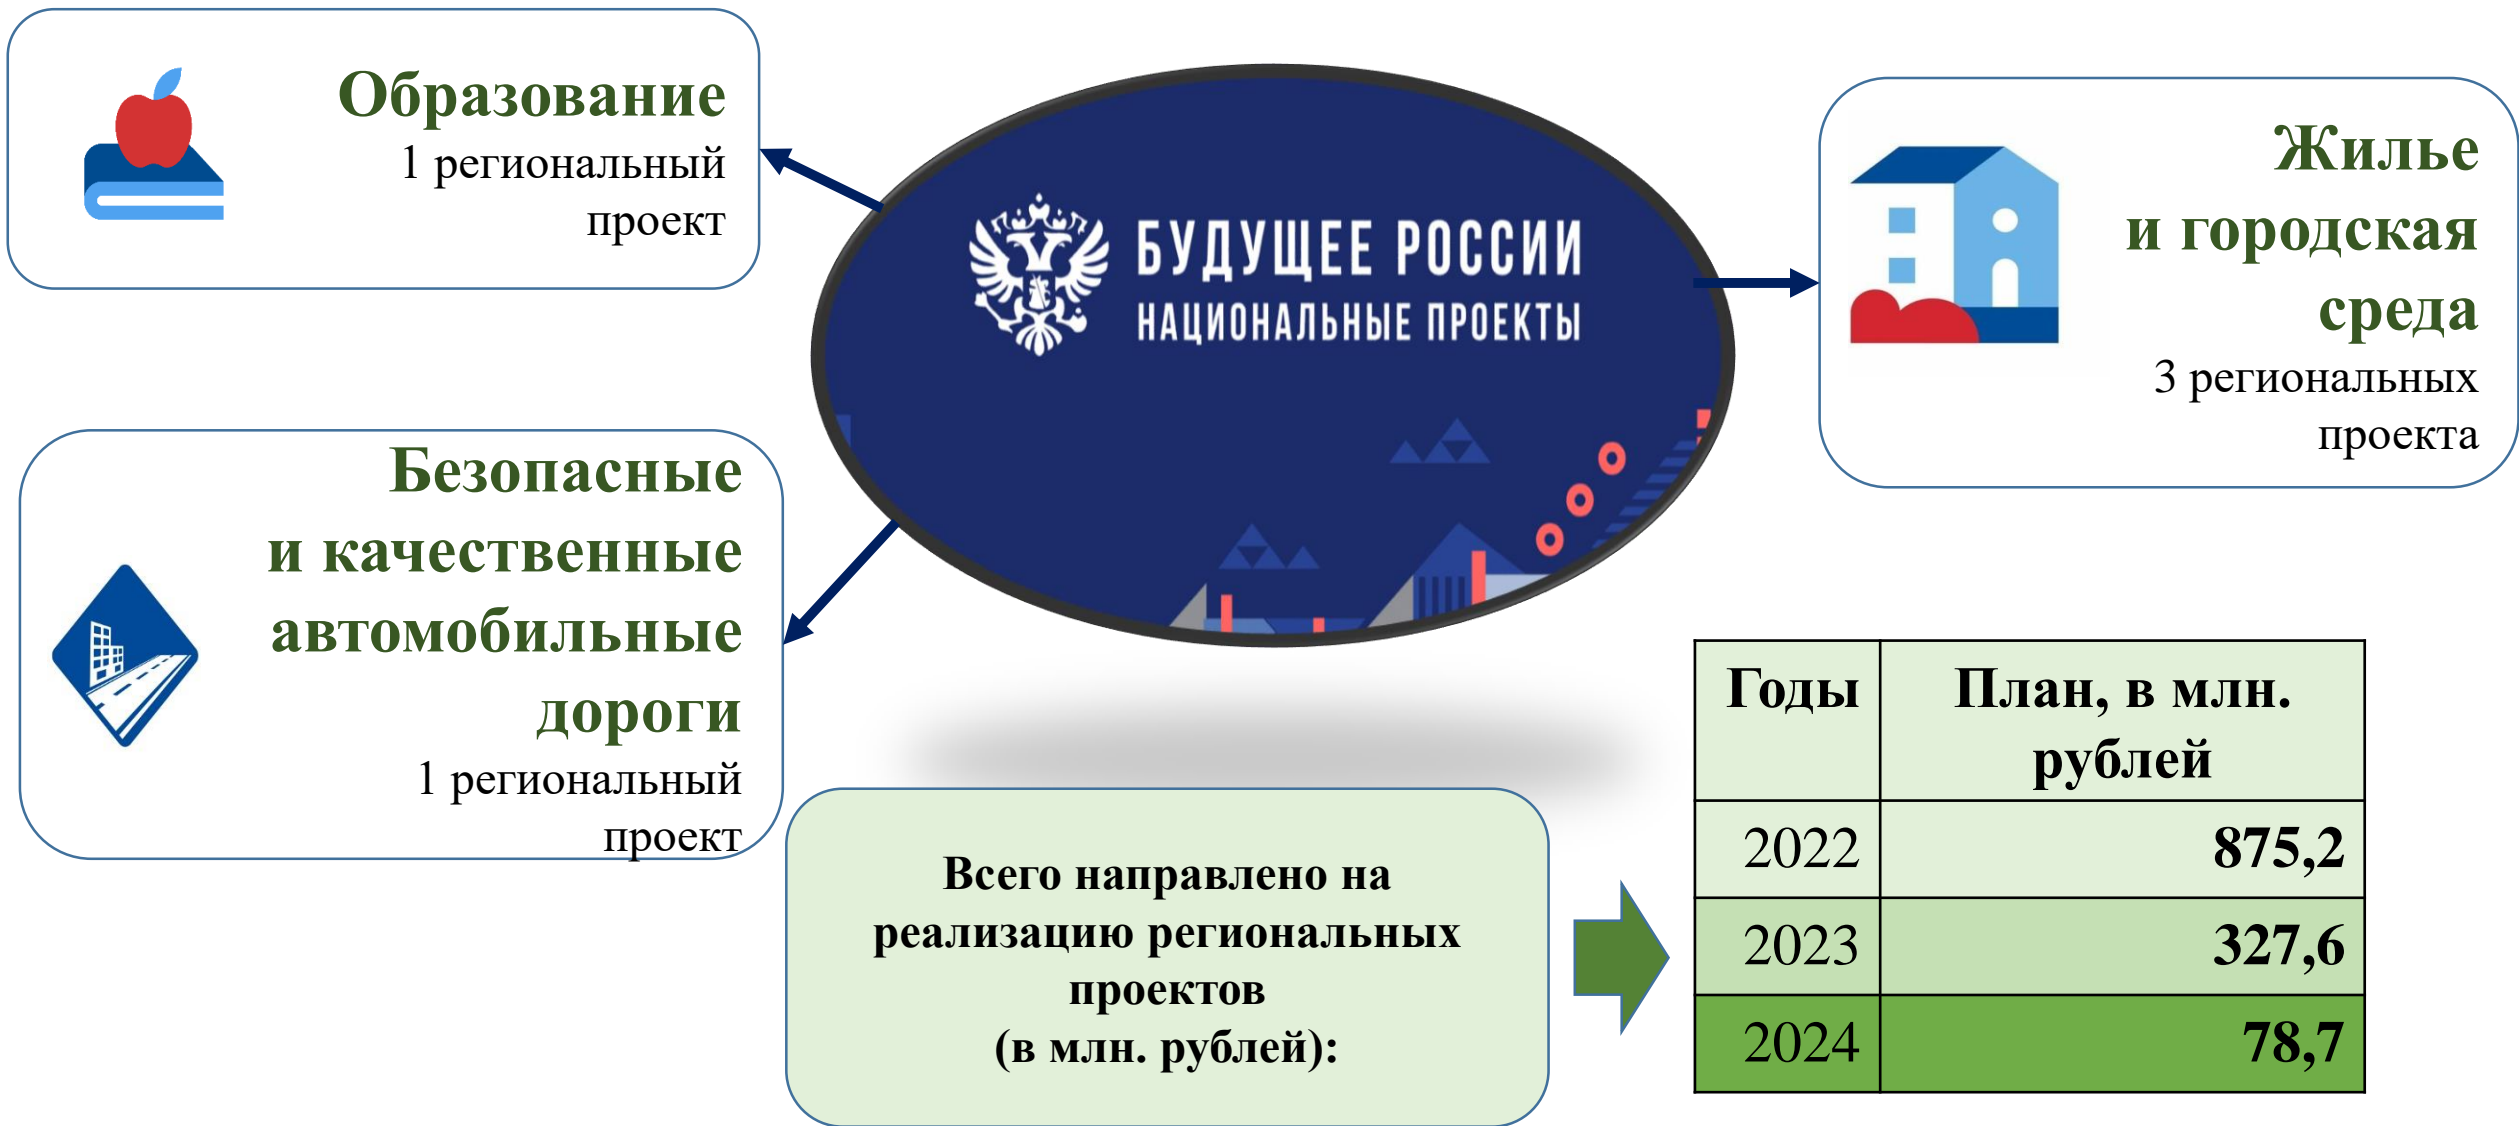 Образование
1 региональный
проект
БУДУЩЕЕ РОССИИ
НАЦИОНАЛЬНЫЕ ПРОЕКТЫ
Жилье
и городская
среда
3 региональных
проекта
Безопасные
и качественные
автомобильные
дороги
1 региональный
проект
Всего направлено на
реализацию региональных
проектов
(в млн. рублей):
Годы План, в млн.
рублей
2022 875,2
2023 327,6
2024 78,7